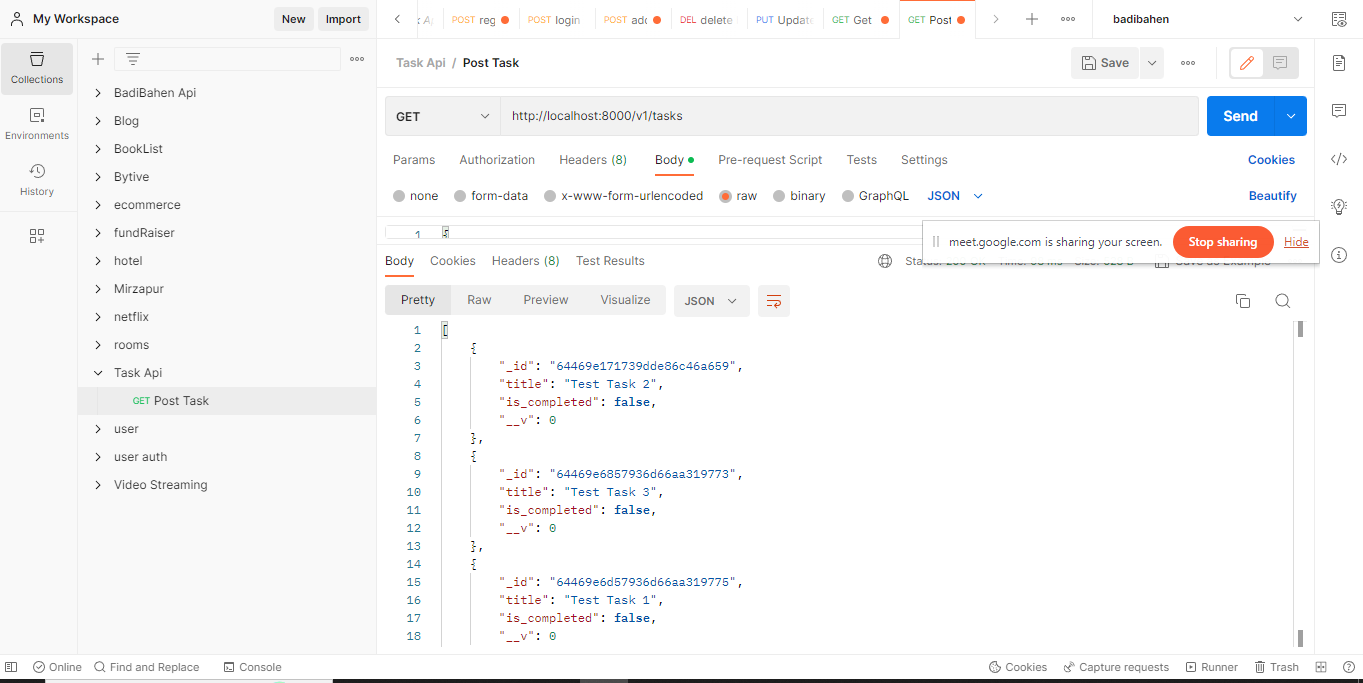 My Workspace
New
Import
POST reg
POST login
POST add
DEL delete
PUT Update
GET Get
GET Post
badibahen
Collections
Environments
History
BadiBahen Api
Blog
BookList
Bytive
ecommerce
fundRaiser
hotel
Mirzapur
netflix
rooms
Task Api
GET Post Task
user
user auth
Video Streaming
Task Api / Post Task
Save
GET
http://localhost:8000/v1/tasks
Send
Params Authorization Headers (8) Body Pre-request Script Tests Settings
Cookies
none form-data x-www-form-urlencoded raw binary GraphQL JSON
Beautify
1 {
meet.google.com is sharing your screen.
Stop sharing
Hide
Body Cookies Headers (8) Test Results
Pretty Raw Preview Visualize JSON
1 [
2 {
3 "_id": "64469e171739dde86c46a659",
4 "title": "Test Task 2",
5 "is_completed": false,
6 "__v": 0
7 },
8 {
9 "_id": "64469e6857936d66aa319773",
10 "title": "Test Task 3",
11 "is_completed": false,
12 "__v": 0
13 },
14 {
15 "_id": "64469e6d57936d66aa319775",
16 "title": "Test Task 1",
17 "is_completed": false,
18 "__v": 0
Online
Find and Replace
Console
Cookies
Capture requests
Runner
Trash